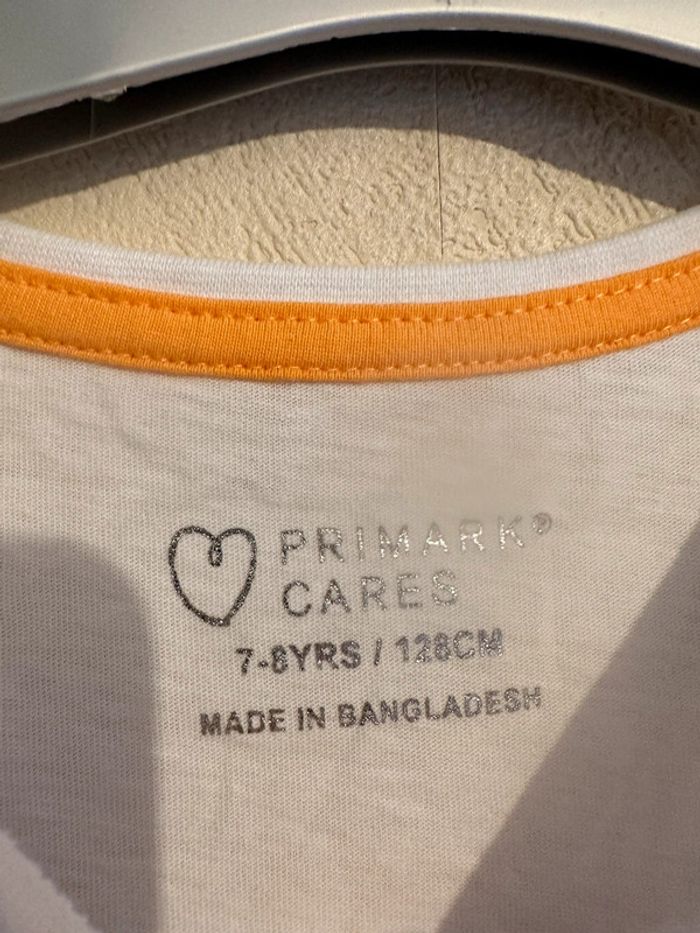 PRIMARK®
CARES
7-8YRS / 128CM
MADE IN BANGLADESH